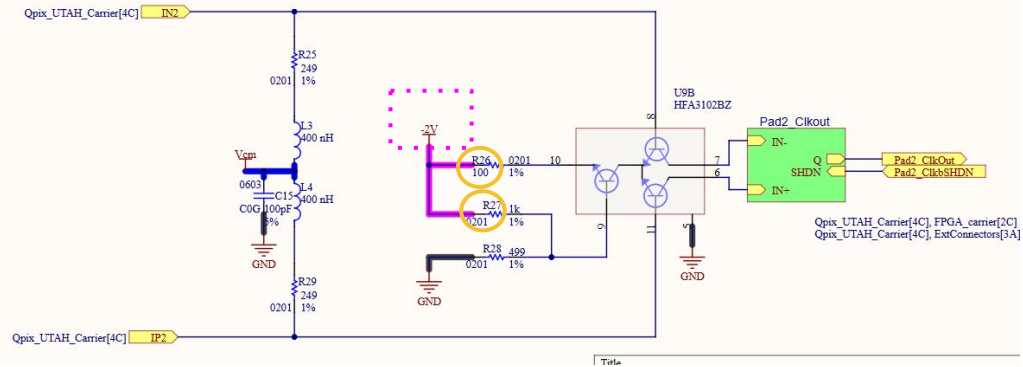 Qpix_UTAH_Carrier[4C] IN2
R25
249
0201 1%
U9B
HFA3102BZ
8
Pad2_Clkout
L3
400 nH
-2V
IN-
7
Q Pad2_ClkOut
R26 0201 10
100 1%
Vcm
SHDN Pad2_ClkbSHDN
6
IN+
L4
400 nH
0603
C15
C0G 100pF
5%
R27 1k
0201 1%
9 11 5
Qpix_UTAH_Carrier[4C], FPGA_carrier[2C]
Qpix_UTAH_Carrier[4C], ExtConnectors[3A]
R28 499
0201 1%
GND
GND
GND
R29
249
0201 1%
Qpix_UTAH_Carrier[4C] IP2
Title